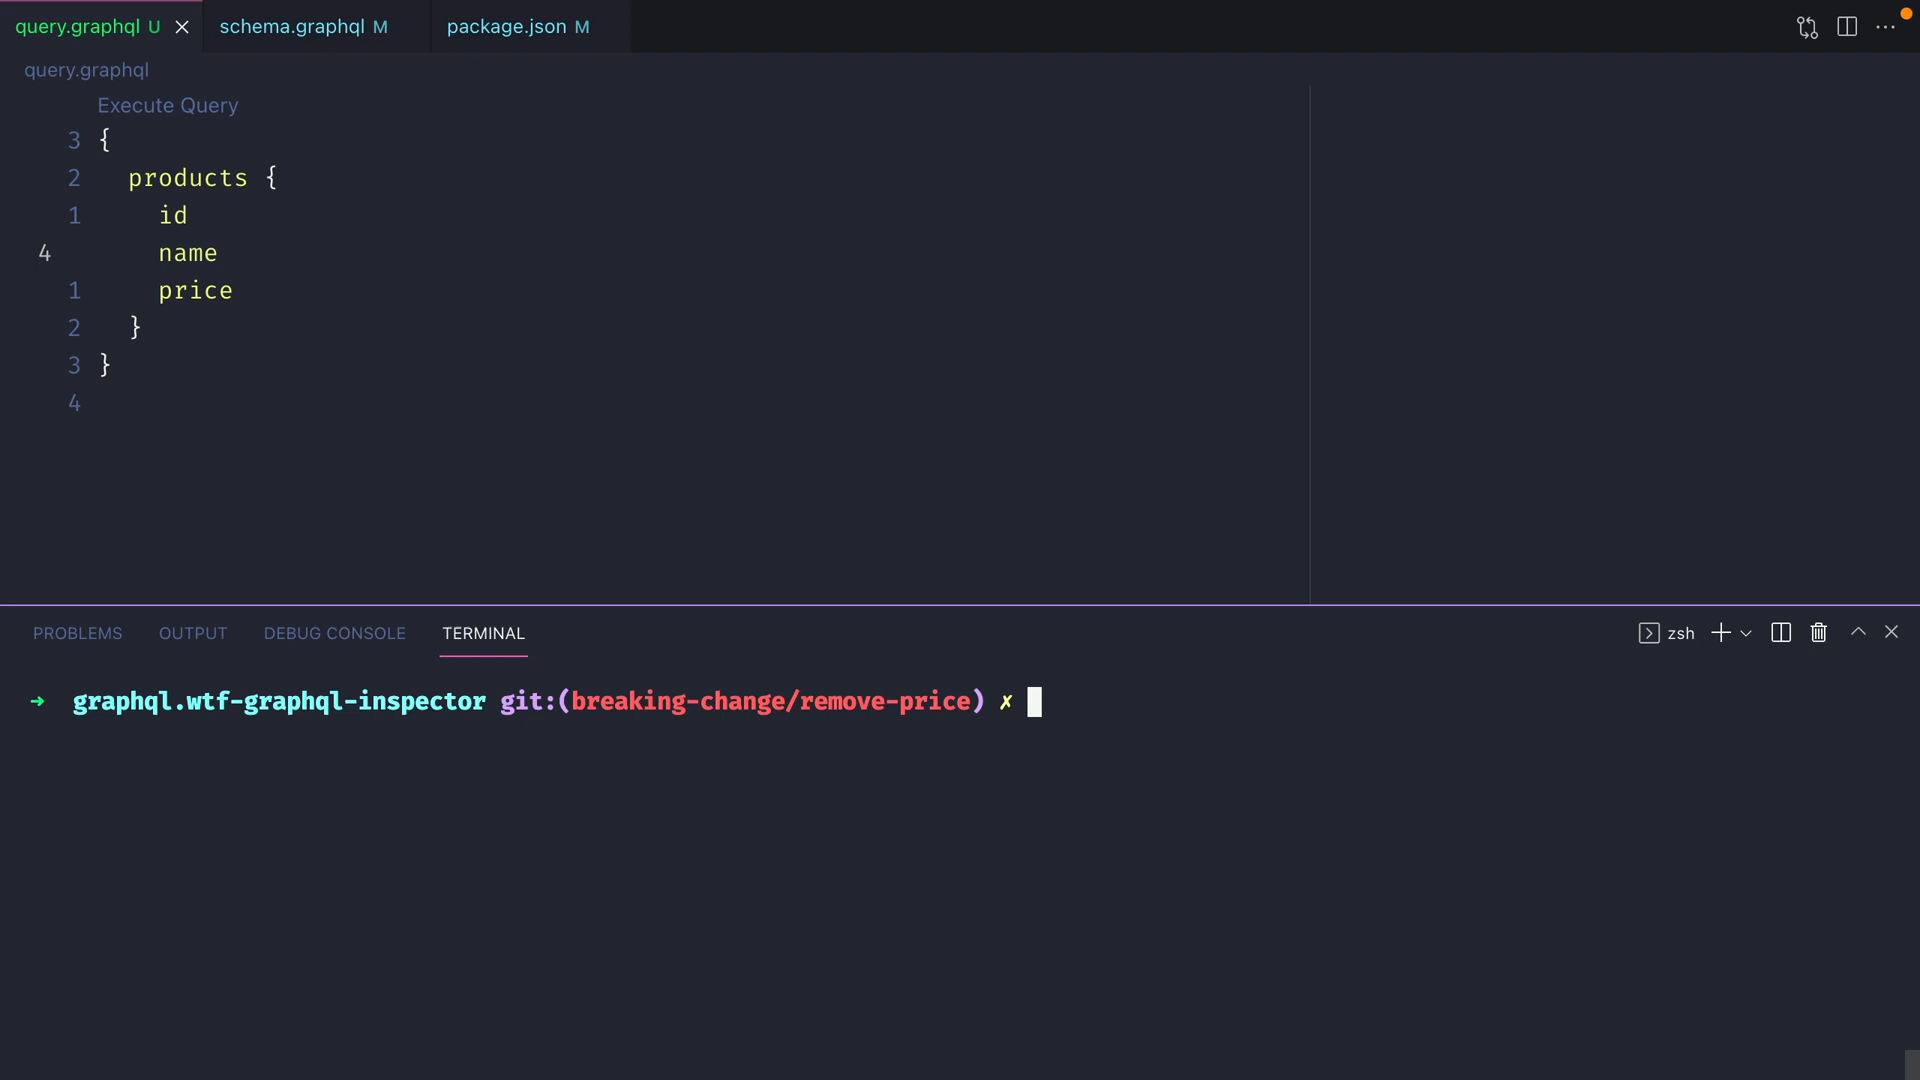 query.graphql U schema.graphql M package.json M
query.graphql
Execute Query
3 {
2 products {
1 id
4 name
1 price
2 }
3 }
4
PROBLEMS OUTPUT DEBUG CONSOLE TERMINAL zsh
➜ graphql.wtf-graphql-inspector git:(breaking-change/remove-price) ✗